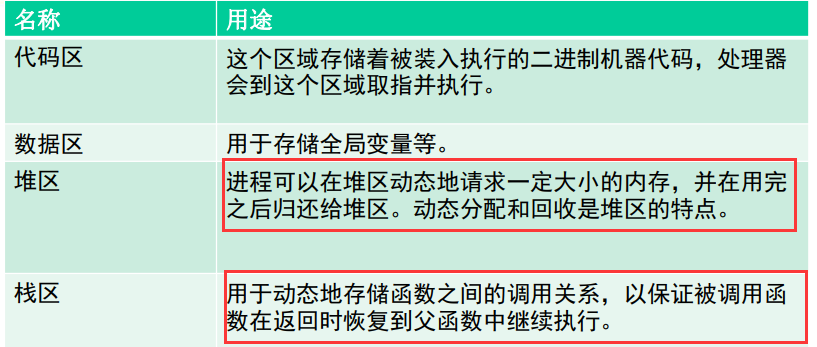 名称 用途
代码区 这个区域存储着被装入执行的二进制机器代码，处理器
会到这个区域取指并执行。
数据区 用于存储全局变量等。
堆区 进程可以在堆区动态地请求一定大小的内存，并在用完
之后归还给堆区。动态分配和回收是堆区的特点。
栈区 用于动态地存储函数之间的调用关系，以保证被调用函
数在返回时恢复到父函数中继续执行。